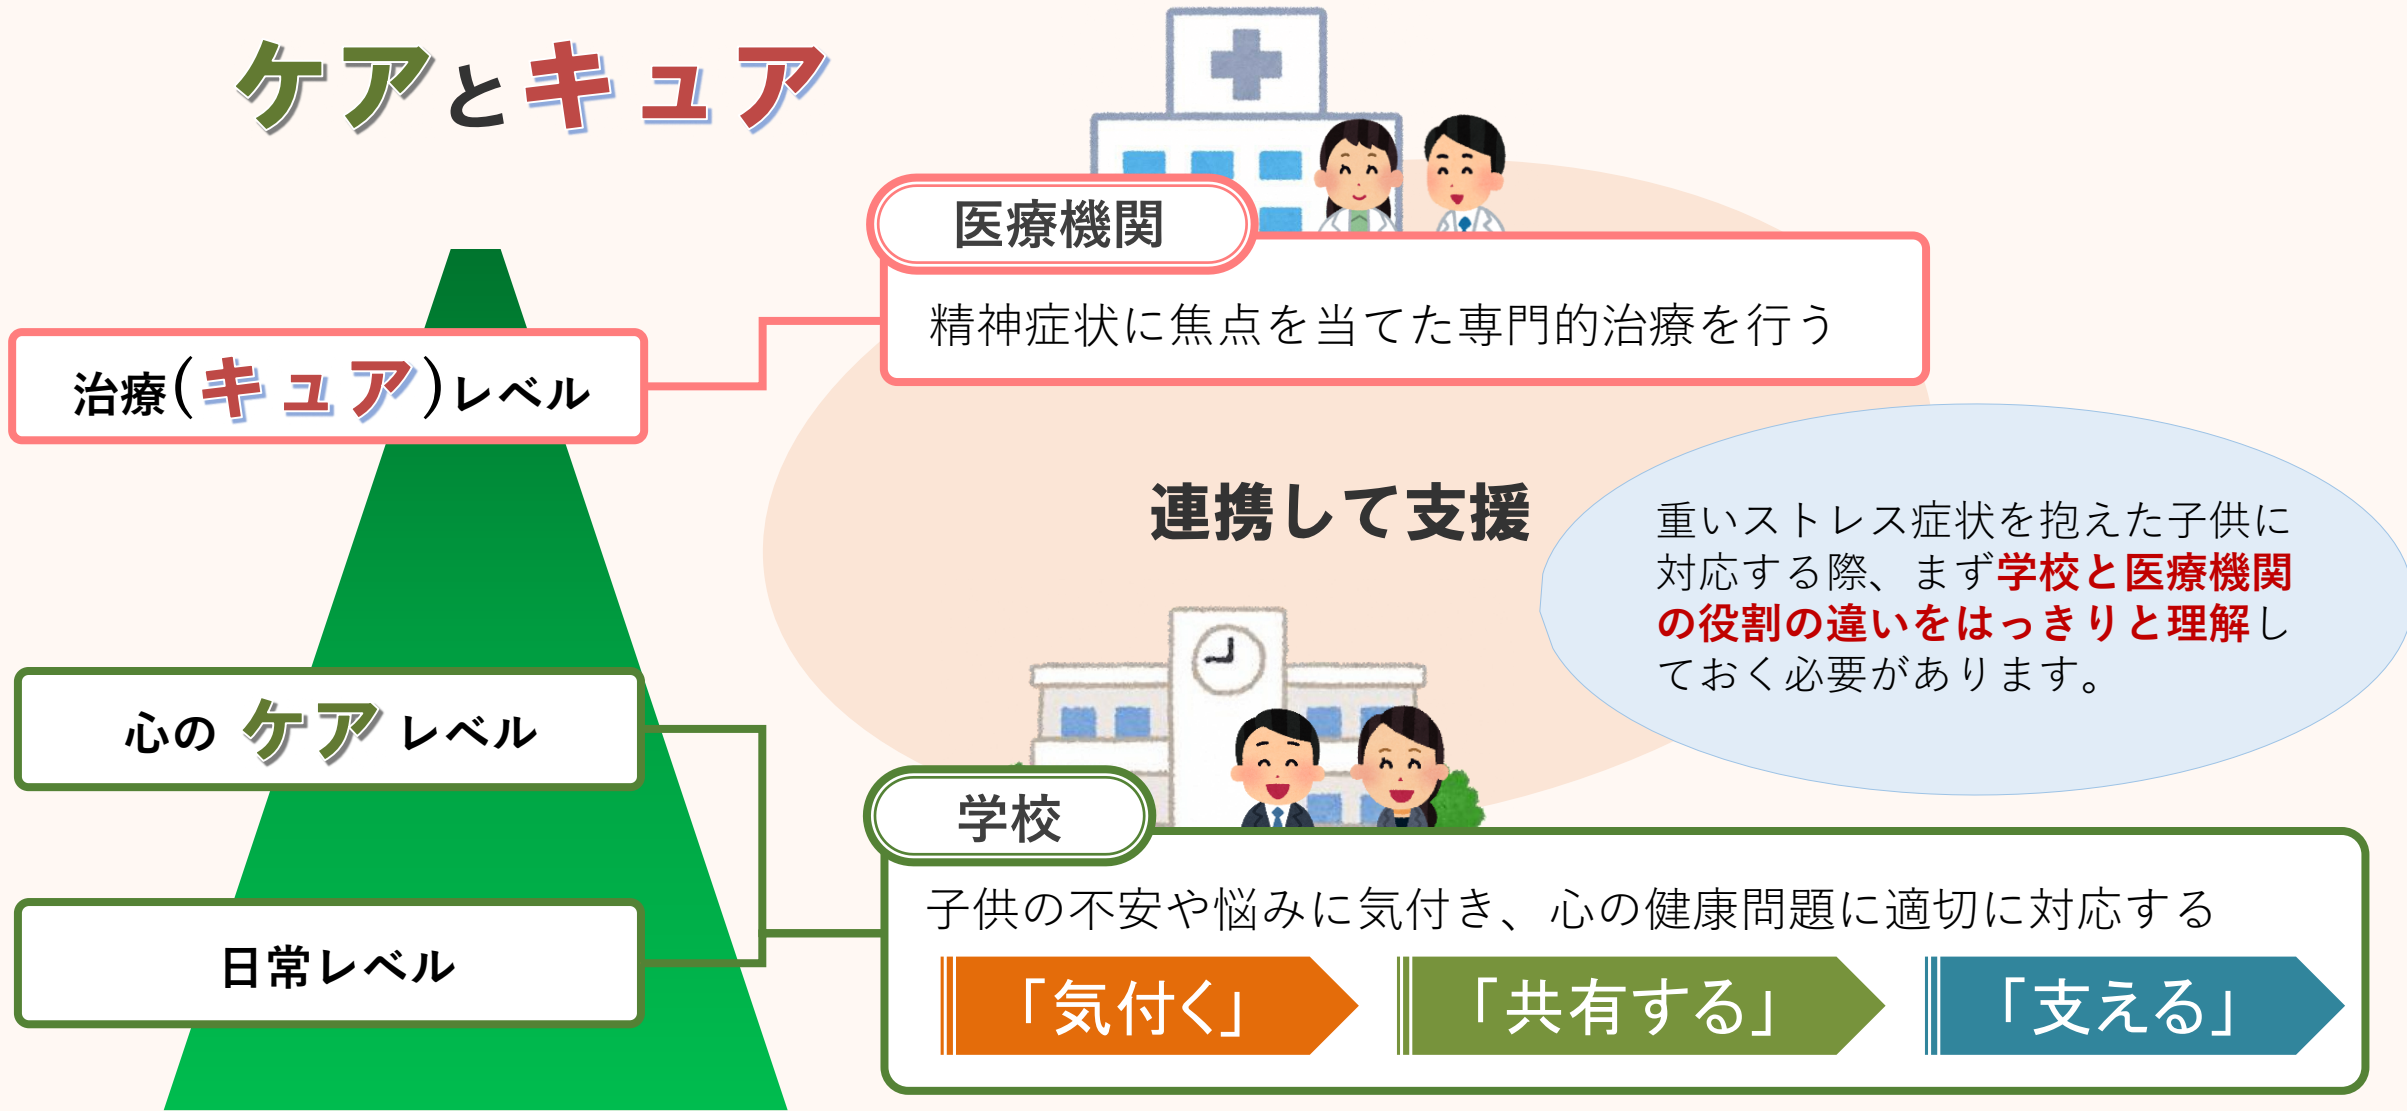 ケアとキュア
医療機関
精神症状に焦点を当てた専門的治療を行う
治療(キュア)レベル
連携して支援
重いストレス症状を抱えた子供に
対応する際、まず学校と医療機関
の役割の違いをはっきりと理解し
ておく必要があります。
心の ケア レベル
日常レベル
学校
子供の不安や悩みに気付き、心の健康問題に適切に対応する
「気付く」
「共有する」
「支える」